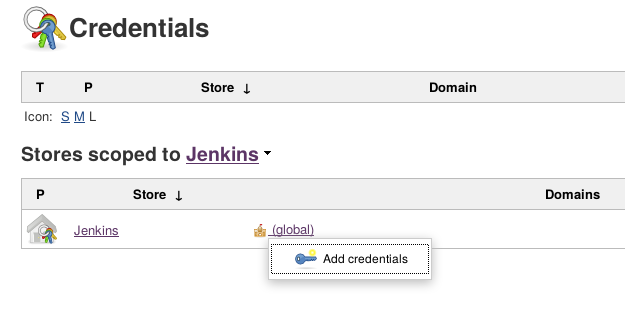 Credentials
T P Store ↓ Domain
Icon: S M L
Stores scoped to Jenkins
P Store ↓ Domains
Jenkins (global)
Add credentials